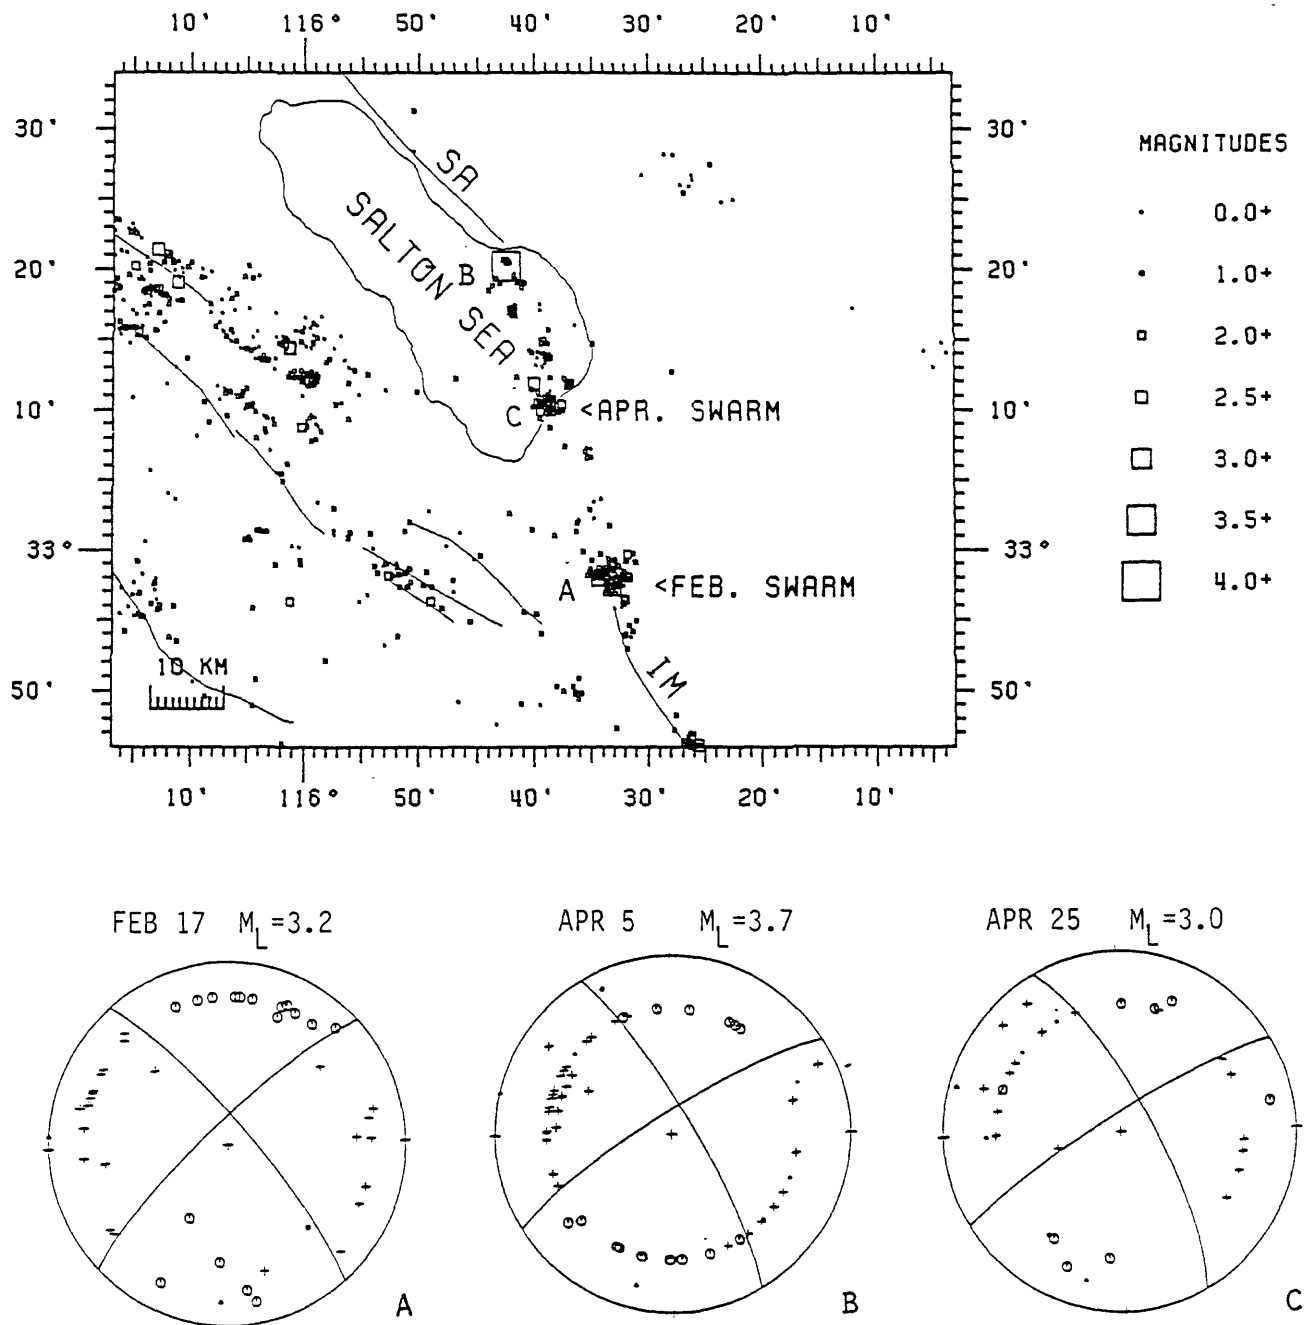 10' 116° 50' 40' 30' 20' 10'
30' 30'
MAGNITUDES
SA
0.0+
SALTON SEA
B
20' 20'
1.0+
2.0+
2.5+
10' C <APR. SWARM 10'
3.0+
3.5+
33° 33°
A <FEB. SWARM
4.0+
10 KM
IM
50' 50'
10' 116° 50' 40' 30' 20' 10'
FEB 17 ML=3.2
APR 5 ML=3.7
APR 25 ML=3.0
A
B
C